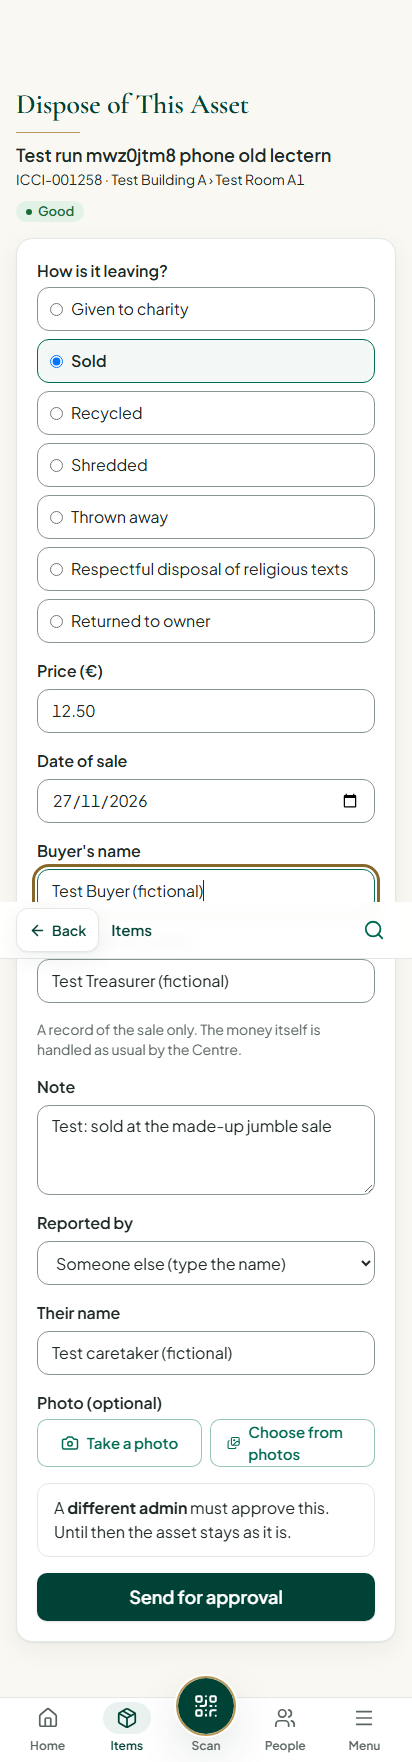 Dispose of This Asset
Test run mwz0jtm8 phone old lectern
ICCI-001258 · Test Building A › Test Room A1
Good
How is it leaving?
Given to charity
Sold
Recycled
Shredded
Thrown away
Respectful disposal of religious texts
Returned to owner
Price (€)
12.50
Date of sale
27/11/2026
Buyer's name
Test Buyer (fictional)
Back
Items
Test Treasurer (fictional)
A record of the sale only. The money itself is
handled as usual by the Centre.
Note
Test: sold at the made-up jumble sale
Reported by
Someone else (type the name)
Their name
Test caretaker (fictional)
Photo (optional)
Take a photo
Choose from
photos
A different admin must approve this.
Until then the asset stays as it is.
Send for approval
Home
Items
Scan
People
Menu